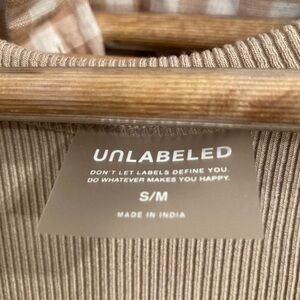 UNLABELED
DON'T LET LABELS DEFINE YOU.
DO WHATEVER MAKES YOU HAPPY.
S/M
MADE IN INDIA